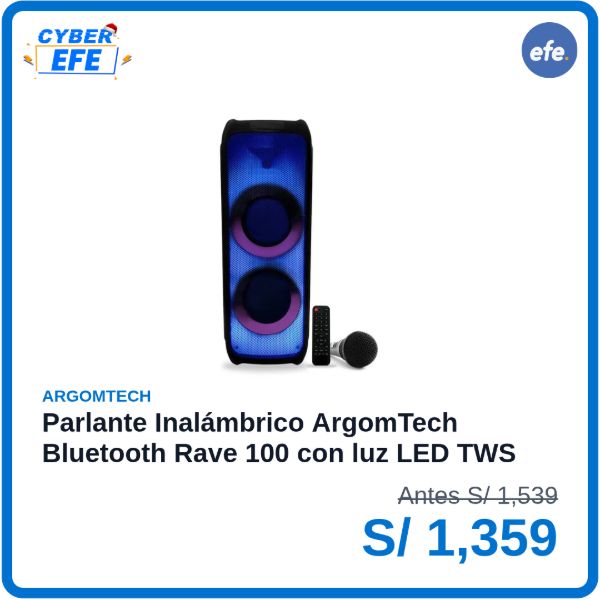 CYBER
EFE
efe.
ARGOMTECH
Parlante Inalámbrico ArgomTech
Bluetooth Rave 100 con luz LED TWS
Antes S/ 1,539
S/ 1,359